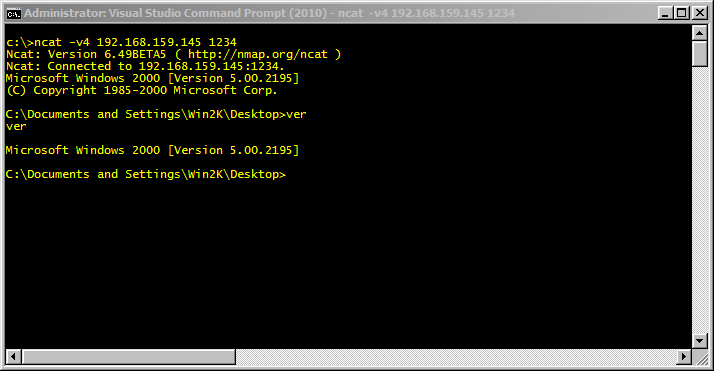 Administrator: Visual Studio Command Prompt (2010) - ncat -v4 192.168.159.145 1234
c:\>ncat -v4 192.168.159.145 1234
Ncat: Version 6.49BETA5 ( http://nmap.org/ncat )
Ncat: Connected to 192.168.159.145:1234.
Microsoft Windows 2000 [Version 5.00.2195]
(C) Copyright 1985-2000 Microsoft Corp.
C:\Documents and Settings\Win2K\Desktop>ver
ver
Microsoft Windows 2000 [Version 5.00.2195]
C:\Documents and Settings\Win2K\Desktop>